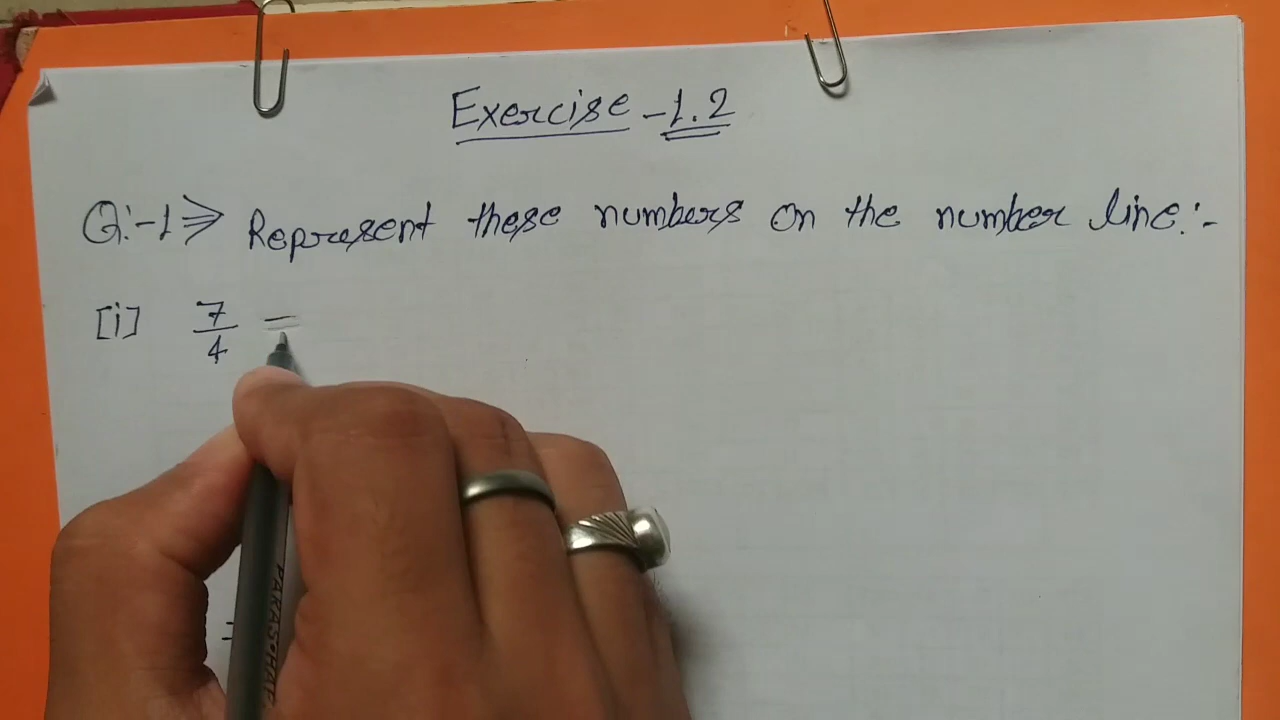 Exercise - 1.2
Q:-1⇒ Represent these numbers on the number line:-
[i] 7/4 =